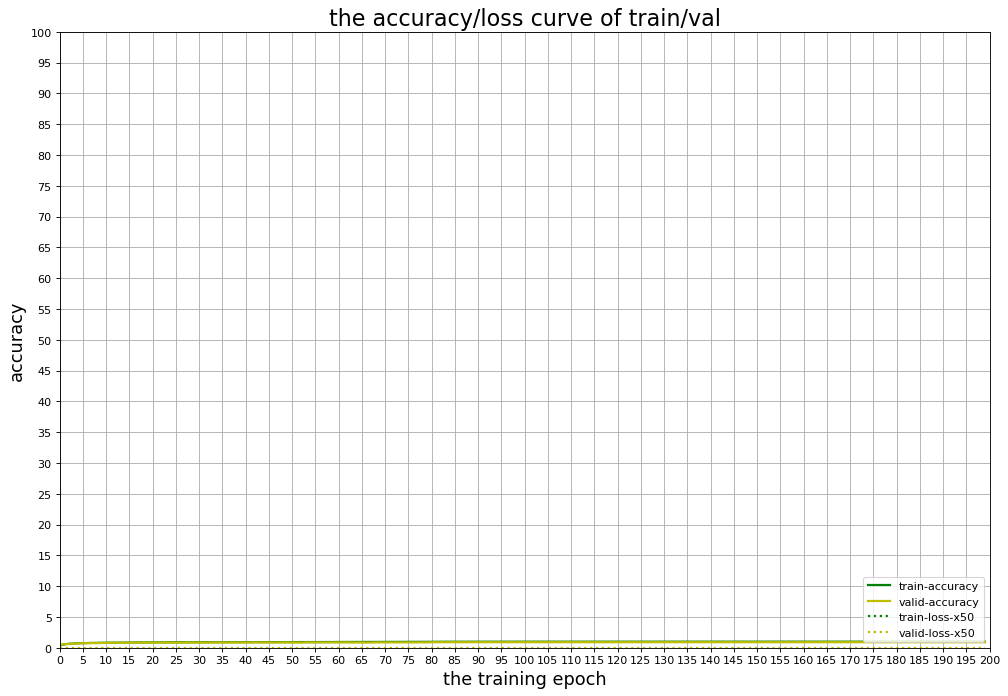 the accuracy/loss curve of train/val
100
95
90
85
80
75
70
65
60
55
50
45
40
35
30
25
20
15
10
5
0
accuracy
train-accuracy
valid-accuracy
train-loss-x50
valid-loss-x50
0 5 10 15 20 25 30 35 40 45 50 55 60 65 70 75 80 85 90 95 100 105 110 115 120 125 130 135 140 145 150 155 160 165 170 175 180 185 190 195 200
the training epoch